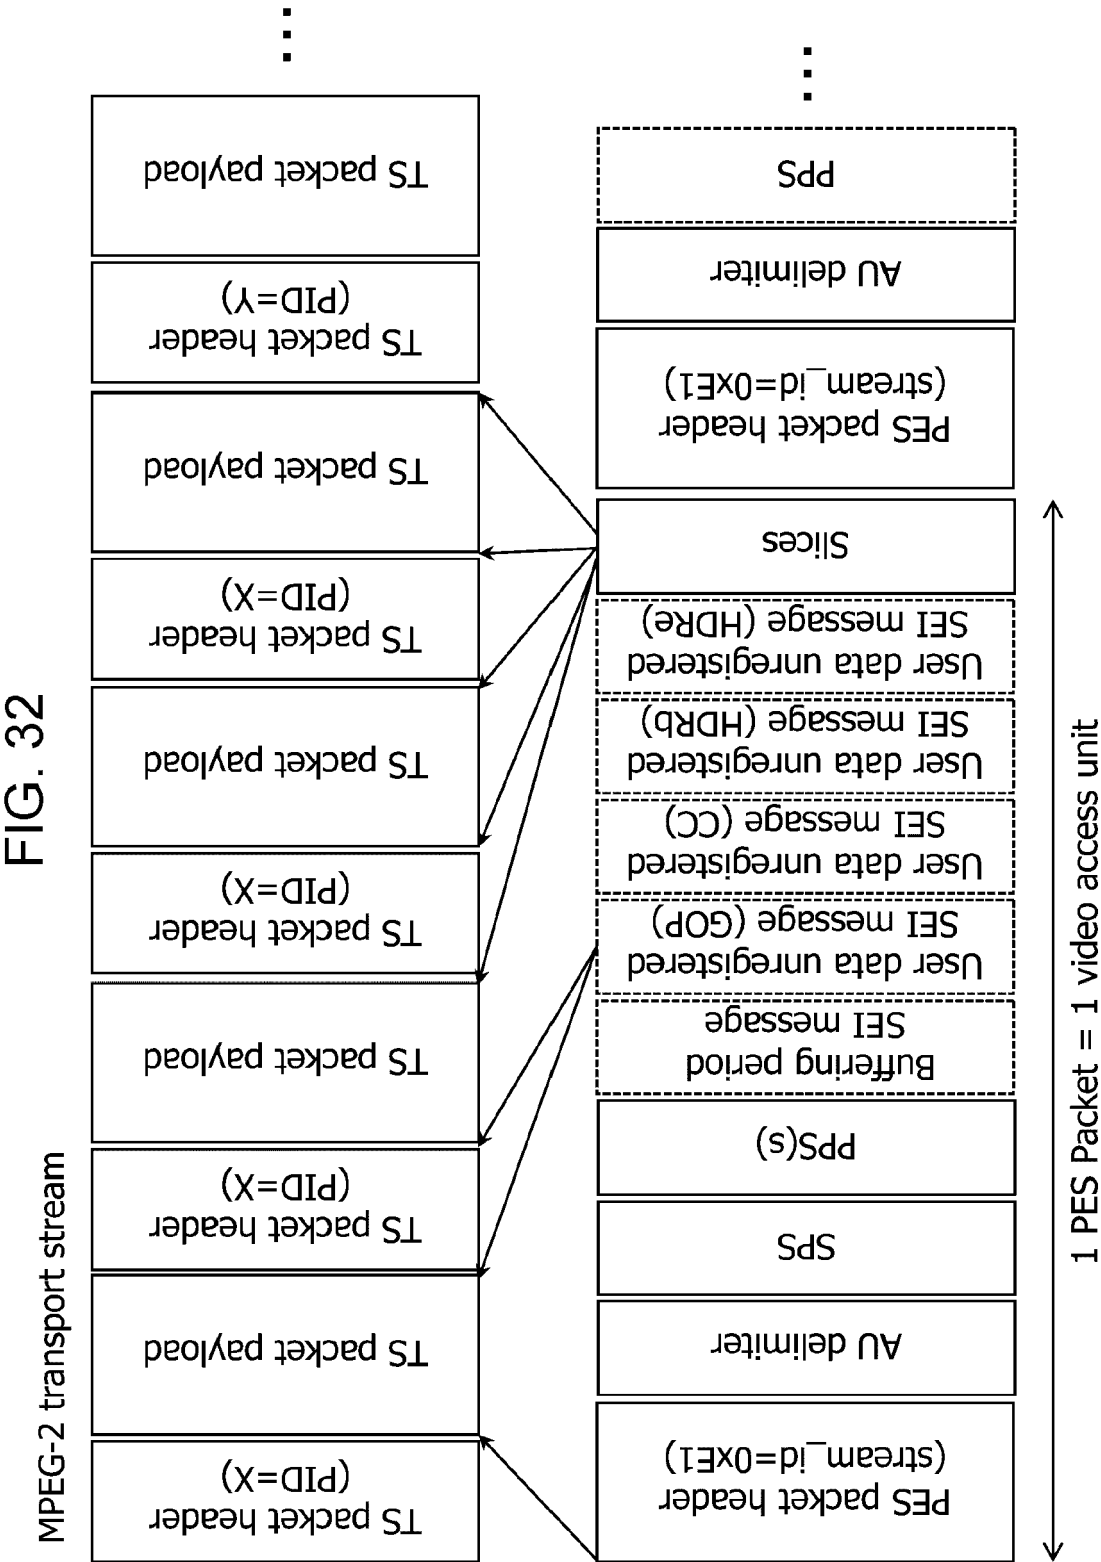 FIG. 32
MPEG-2 transport stream
TS packet header
(PID=X)
TS packet payload
TS packet header
(PID=X)
TS packet payload
TS packet header
(PID=X)
TS packet payload
TS packet header
(PID=X)
TS packet payload
TS packet header
(PID=Y)
TS packet payload
...
PES packet header
(stream_id=0xE1)
AU delimiter
SPS
PPS(s)
Buffering period
SEI message
User data unregistered
SEI message (GOP)
User data unregistered
SEI message (CC)
User data unregistered
SEI message (HDRb)
User data unregistered
SEI message (HDRe)
Slices
PES packet header
(stream_id=0xE1)
AU delimiter
PPS
...
1 PES Packet = 1 video access unit